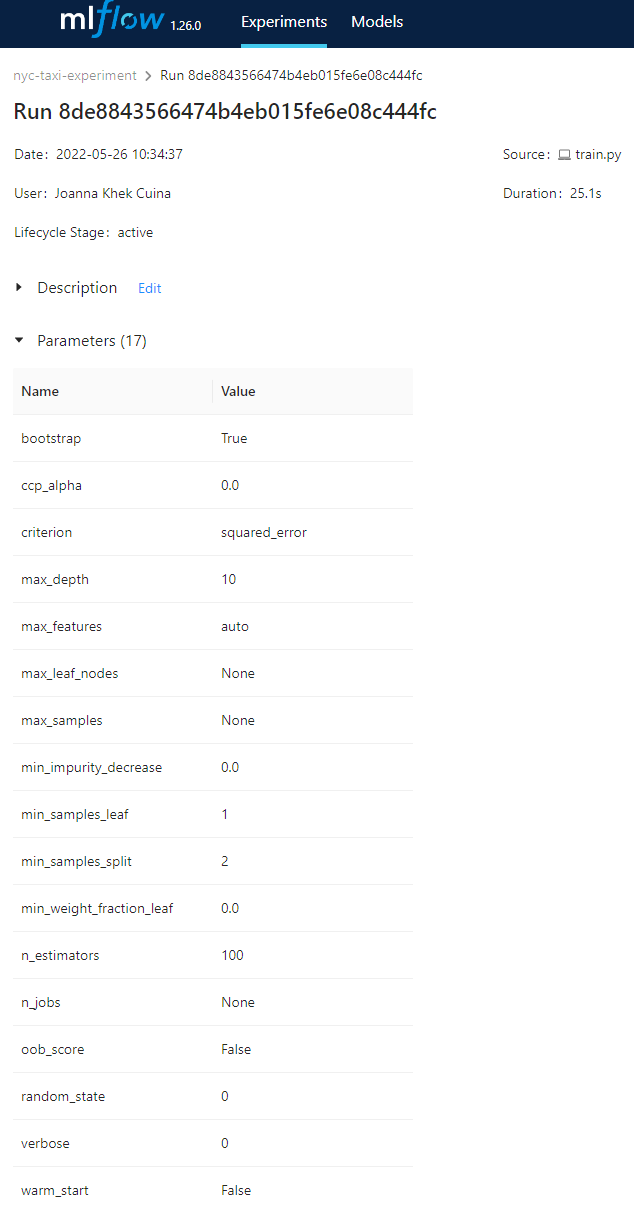 mlflow 1.26.0 Experiments Models
nyc-taxi-experiment > Run 8de8843566474b4eb015fe6e08c444fc
Run 8de8843566474b4eb015fe6e08c444fc
Date: 2022-05-26 10:34:37 Source: train.py
User: Joanna Khek Cuina Duration: 25.1s
Lifecycle Stage: active
Description Edit
Parameters (17)
Name Value
bootstrap True
ccp_alpha 0.0
criterion squared_error
max_depth 10
max_features auto
max_leaf_nodes None
max_samples None
min_impurity_decrease 0.0
min_samples_leaf 1
min_samples_split 2
min_weight_fraction_leaf 0.0
n_estimators 100
n_jobs None
oob_score False
random_state 0
verbose 0
warm_start False